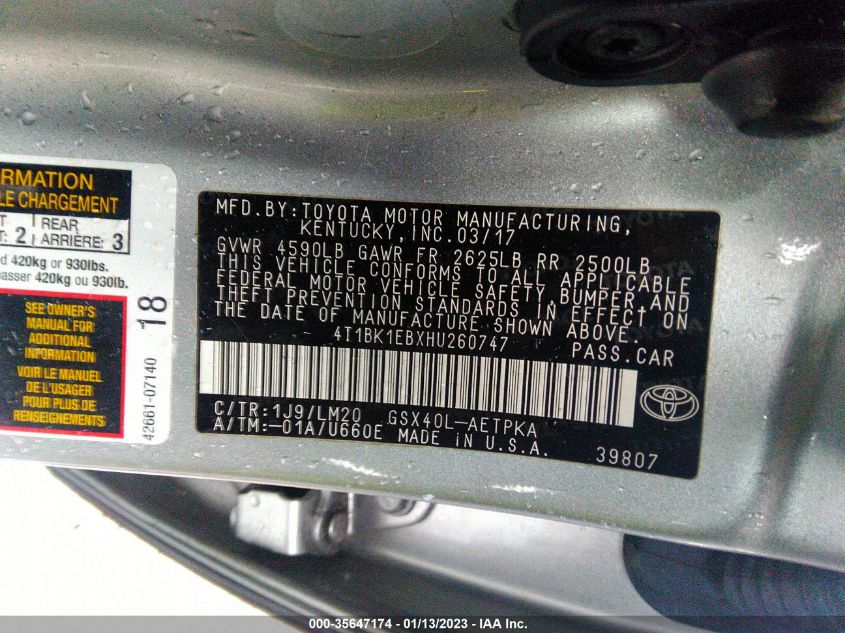 RMATION
LE CHARGEMENT
T 2 REAR 3
T: ARRIÈRE:
d 420kg or 930lbs.
asser 420kg ou 930lb.
SEE OWNER'S
MANUAL FOR
ADDITIONAL
INFORMATION
VOIR LE MANUEL
DE L'USAGER
POUR PLUS DE
RENSEIGNEMENTS
18
42661-07140
MFD.BY:TOYOTA MOTOR MANUFACTURING,
KENTUCKY,INC.03/17
GVWR 4590LB GAWR FR 2625LB RR 2500LB
THIS VEHICLE CONFORMS TO ALL APPLICABLE
FEDERAL MOTOR VEHICLE SAFETY,BUMPER,AND
THEFT PREVENTION STANDARDS IN EFFECT ON
THE DATE OF MANUFACTURE SHOWN ABOVE.
4T1BK1EBXHU260747 PASS.CAR
C/TR:1J9/LM20 GSX40L-AETPKA
A/TM:-01A/U660E MADE IN U.S.A. 39807
TOYOTA
000-35647174 - 01/13/2023 - IAA Inc.